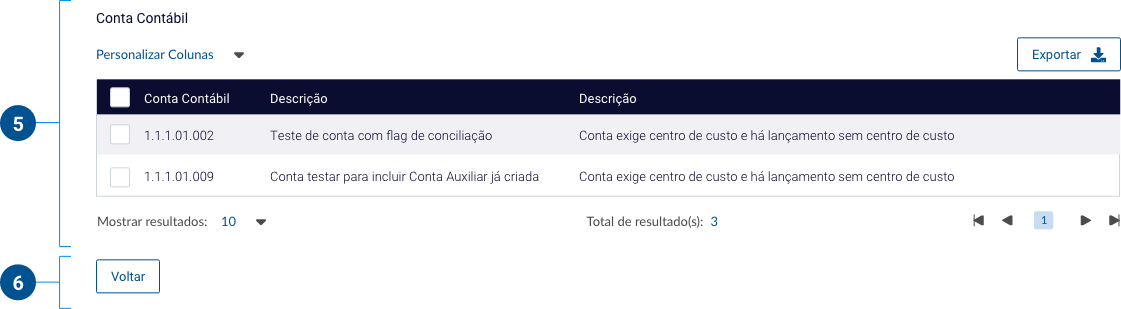 Conta Contábil
Personalizar Colunas
Exportar
Conta Contábil Descrição Descrição
5
1.1.1.01.002 Teste de conta com flag de conciliação Conta exige centro de custo e há lançamento sem centro de custo
1.1.1.01.009 Conta testar para incluir Conta Auxiliar já criada Conta exige centro de custo e há lançamento sem centro de custo
Mostrar resultados: 10 Total de resultado(s): 3 1
6
Voltar